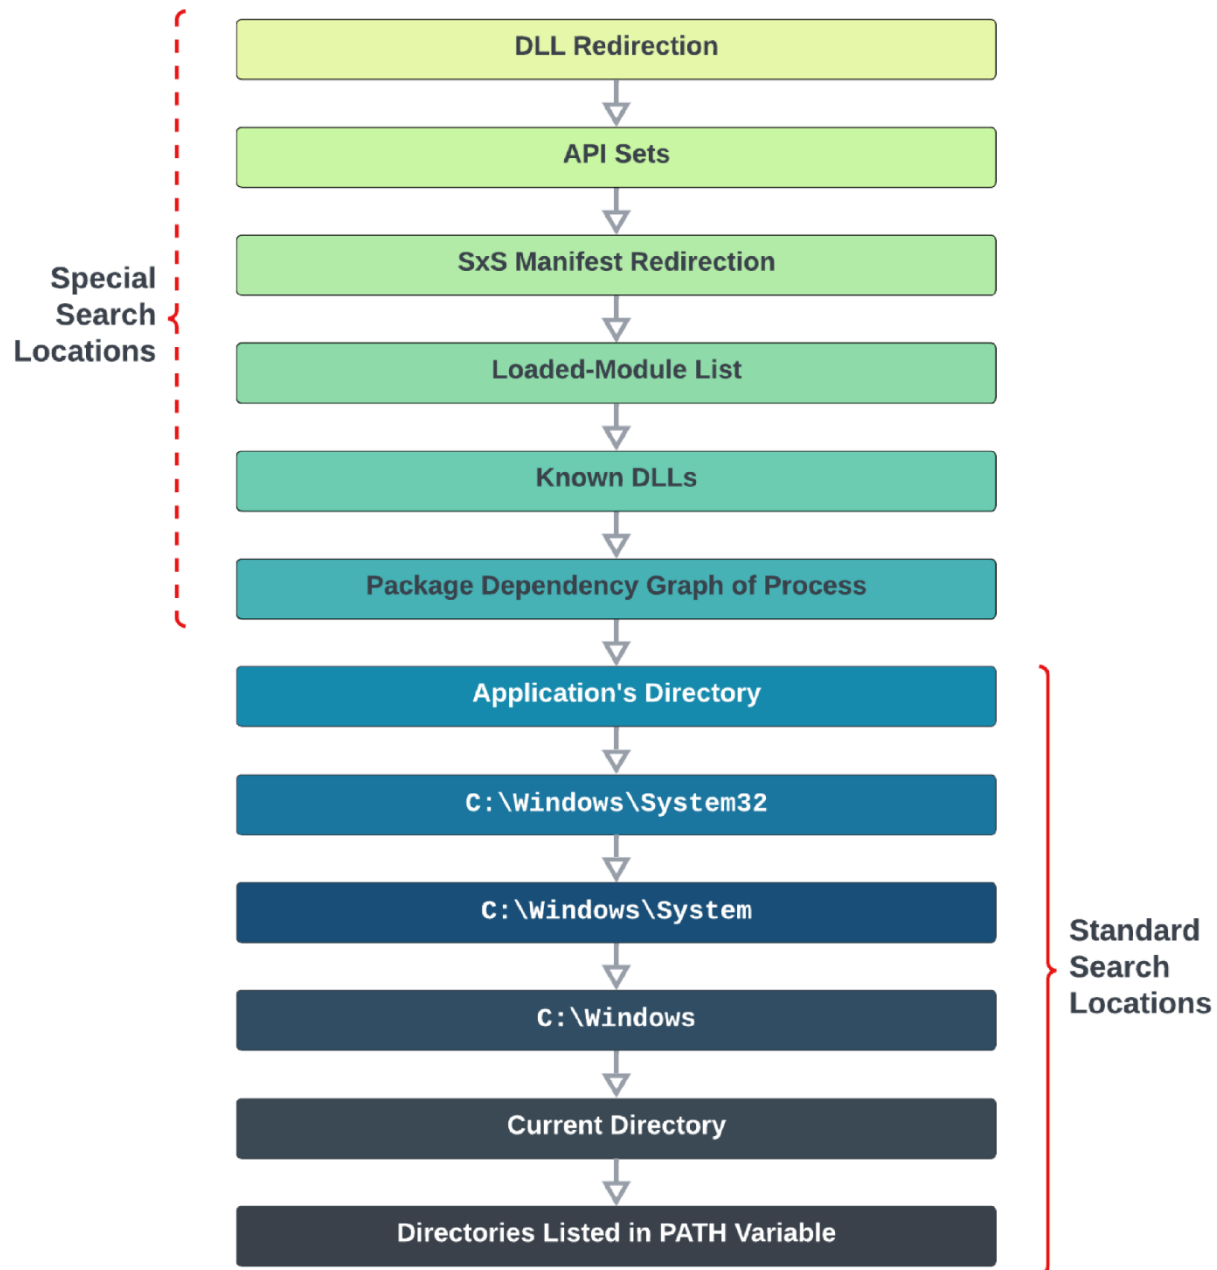 DLL Redirection
API Sets
SxS Manifest Redirection
Special
Search
Locations
Loaded-Module List
Known DLLs
Package Dependency Graph of Process
Application's Directory
C:\Windows\System32
C:\Windows\System
Standard
Search
Locations
C:\Windows
Current Directory
Directories Listed in PATH Variable